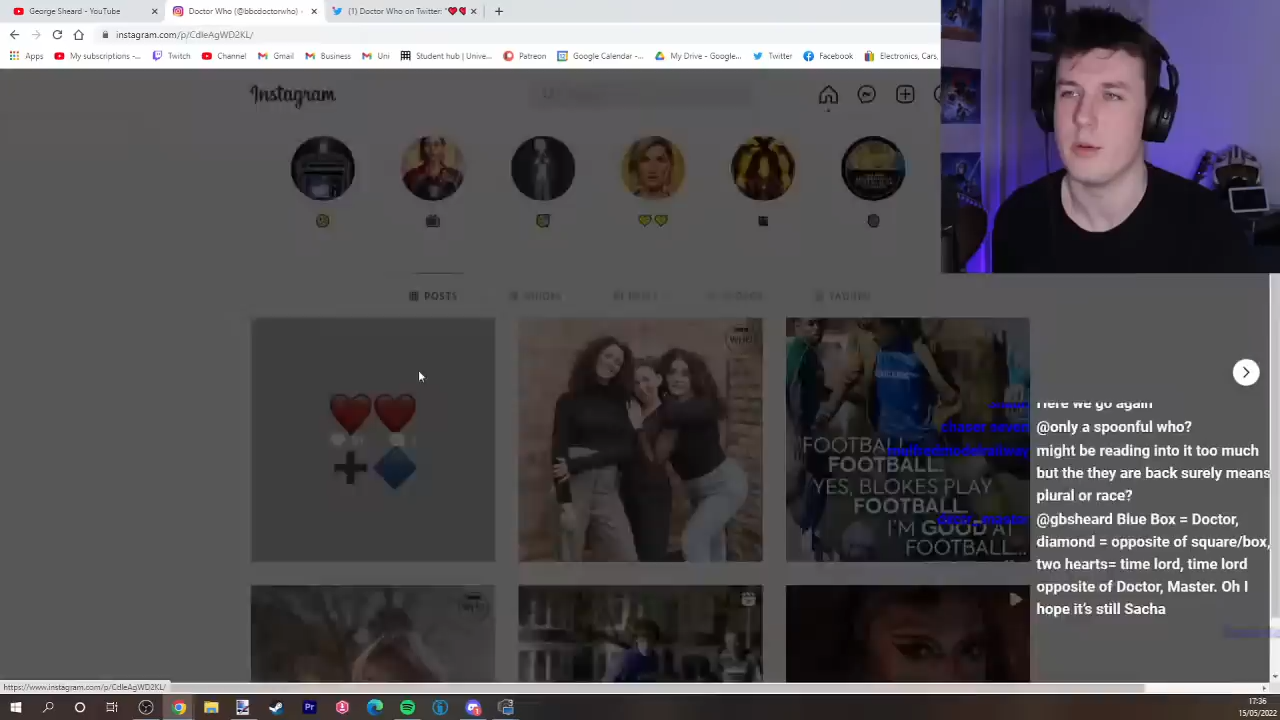 George Sheard - YouTube
Doctor Who (@bbcdoctorwho) -
(1) Doctor Who on Twitter: "
instagram.com/p/CdleAgWD2KL/
Apps My subscriptions -... Twitch Channel Gmail Business Uni Student hub | Unive... Patreon Google Calendar -... My Drive - Google... Twitter Facebook Electronics, Cars,
Instagram
POSTS
FOOTBALL
FOOTBALL
YES, BLOKES PLAY
FOOTBALL
I'M GOOD AT
FOOTBALL...
Here we go again
chaser seven @only a spoonful who?
might be reading into it too much
but the they are back surely means
plural or race?
@gbsheard Blue Box = Doctor,
diamond = opposite of square/box,
two hearts= time lord, time lord
opposite of Doctor, Master. Oh I
hope it's still Sacha
https://www.instagram.com/p/CdleAgWD2KL/
17:36
15/05/2022